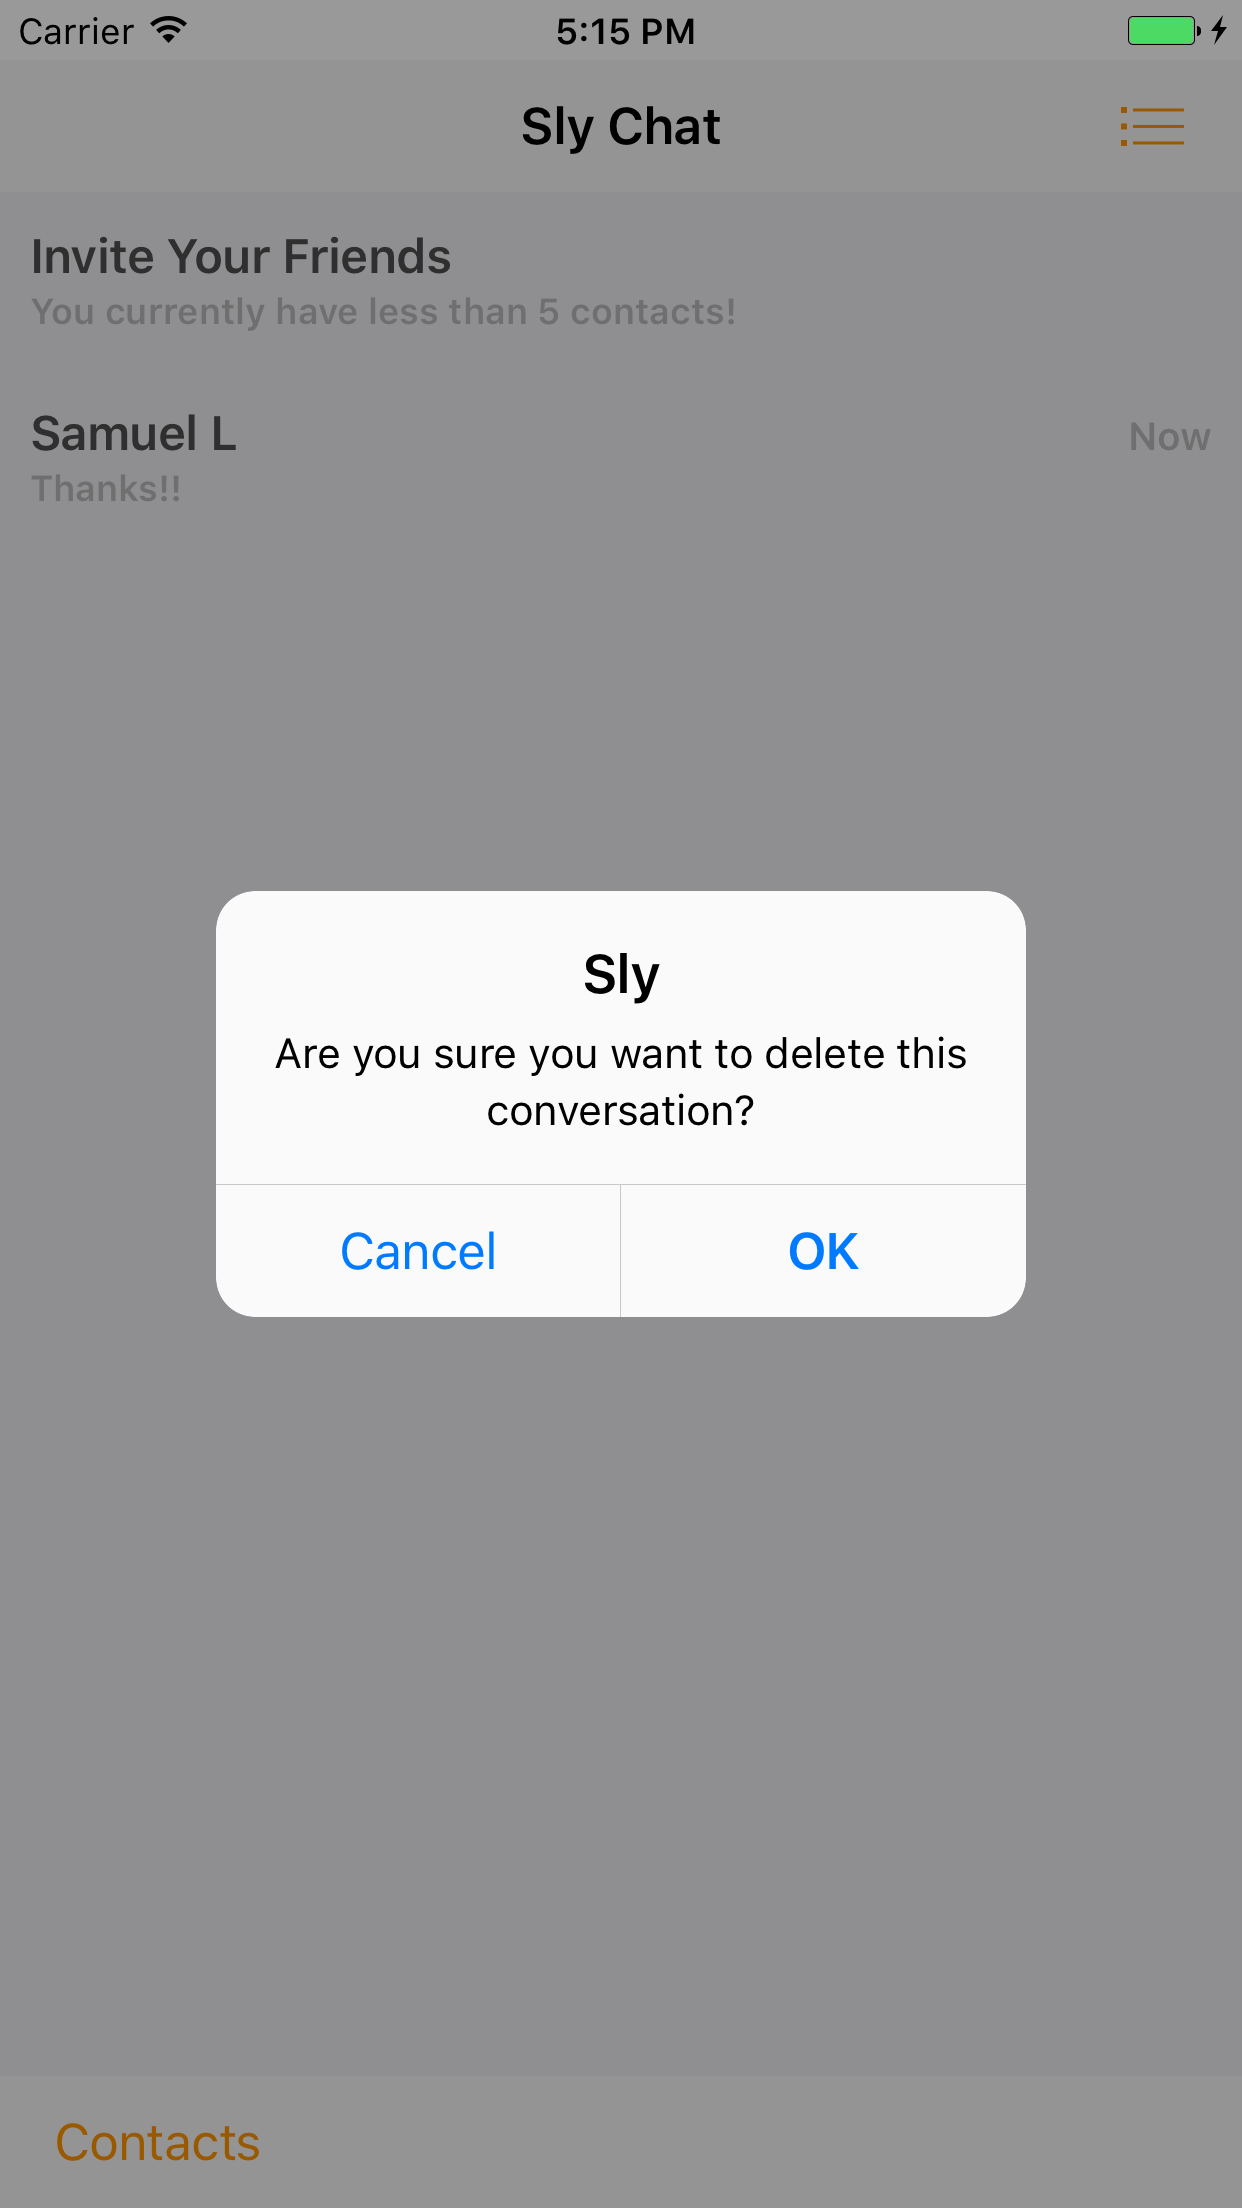 Carrier 5:15 PM
Sly Chat
Invite Your Friends
You currently have less than 5 contacts!
Samuel L Now
Thanks!!
Sly
Are you sure you want to delete this
conversation?
Cancel OK
Contacts